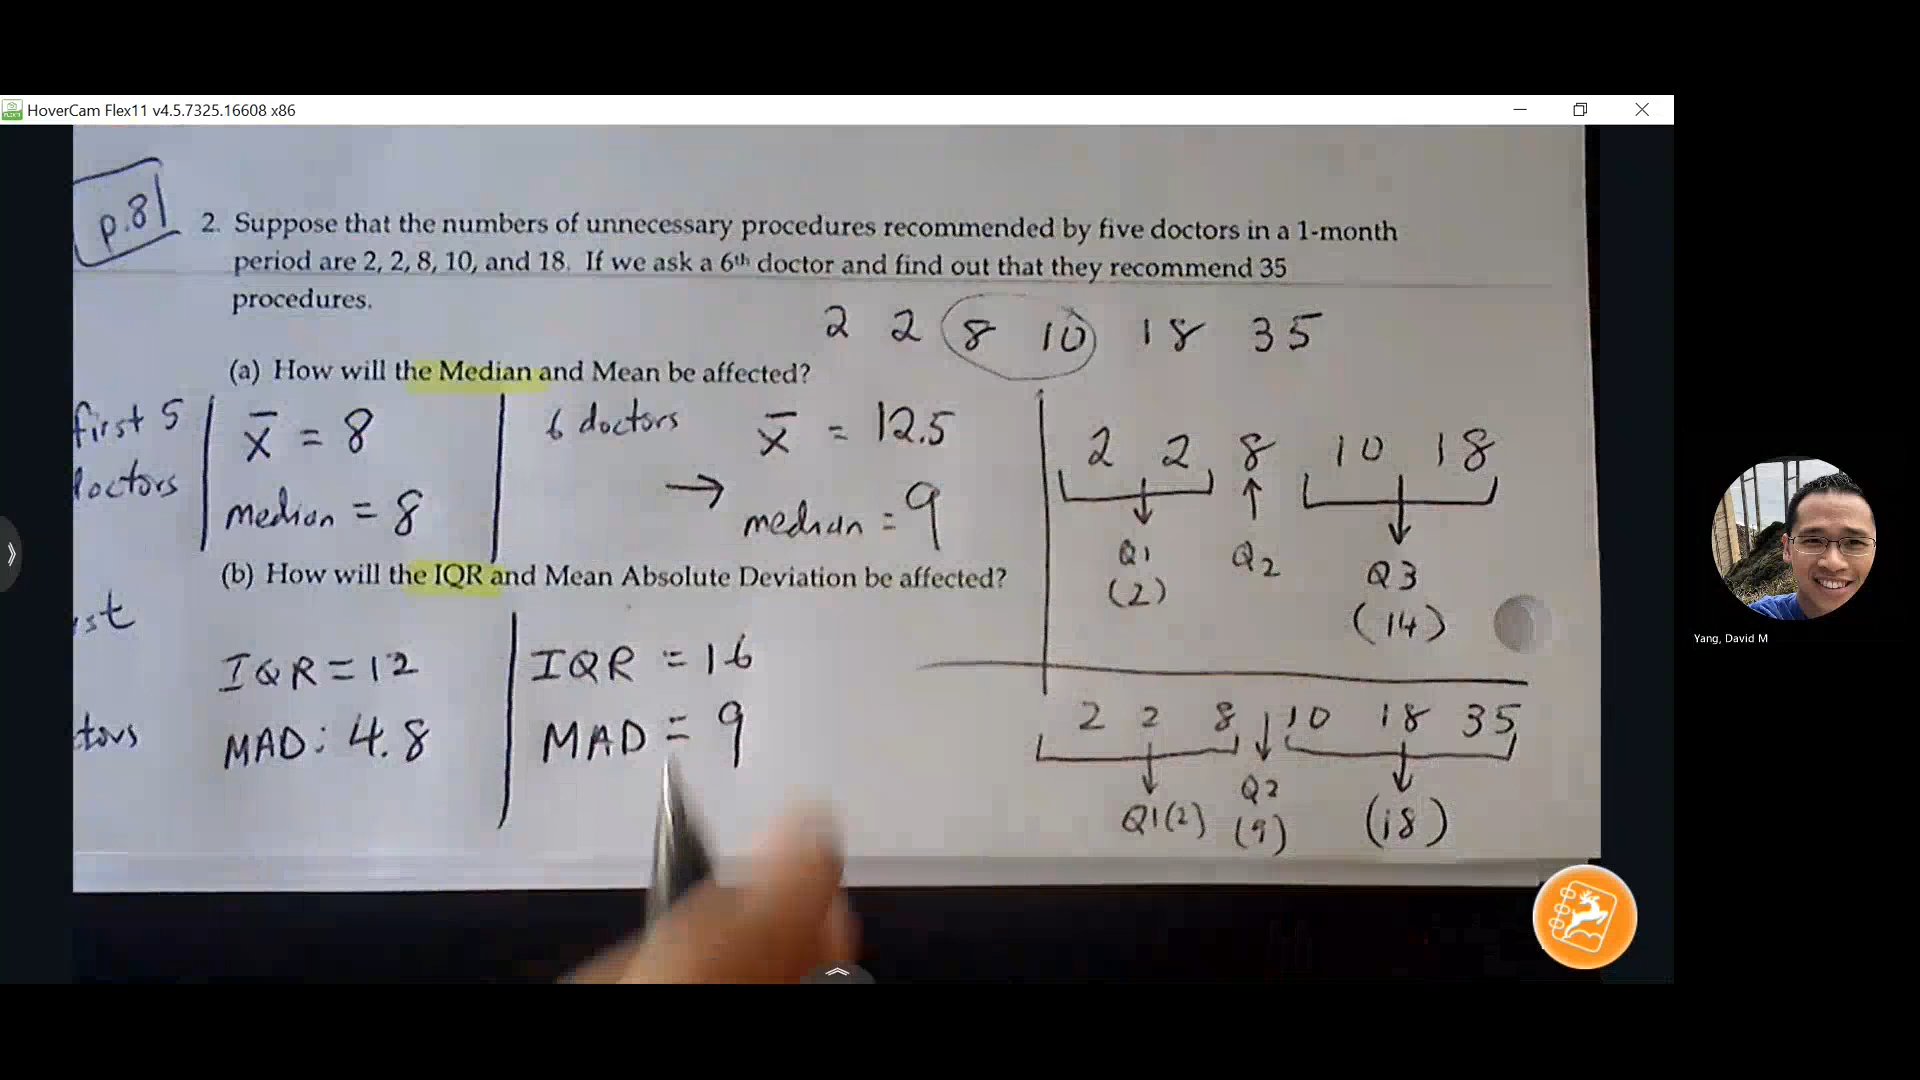 HoverCam Flex11 v4.5.7325.16608 x86
p.81
2. Suppose that the numbers of unnecessary procedures recommended by five doctors in a 1-month
period are 2, 2, 8, 10, and 18. If we ask a 6th doctor and find out that they recommend 35
procedures.
2 2 8 10 18 35
(a) How will the Median and Mean be affected?
first 5
doctors
x̄ = 8
median = 8
6 doctors x̄ = 12.5
→ median = 9
2 2 8 10 18
Q1 Q2 Q3
(2) (14)
(b) How will the IQR and Mean Absolute Deviation be affected?
IQR = 12
MAD: 4.8
IQR = 16
MAD = 9
2 2 8 10 18 35
Q1(2) Q2 (9) (18)
Yang, David M